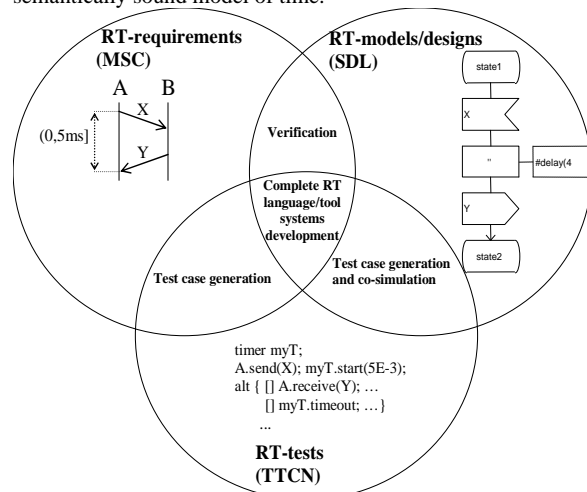 semantically sound model of time.
RT-requirements
(MSC)
RT-models/designs
(SDL)
A B
X
(0,5ms]
Y
Verification
state1
X
''
#delay(4
Y
state2
Complete RT
language/tool
systems
development
Test case generation
Test case generation
and co-simulation
timer myT;
A.send(X); myT.start(5E-3);
alt { [] A.receive(Y); …
[] myT.timeout; …}
...
RT-tests
(TTCN)